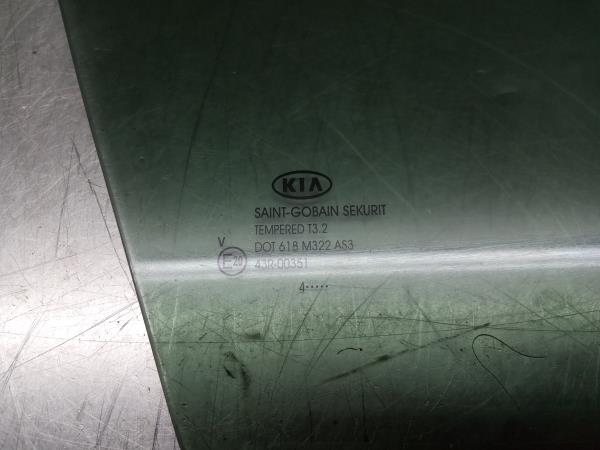 KIA
SAINT-GOBAIN SEKURIT
TEMPERED T3.2
DOT 618 M322 AS3
V
E20
43R-00351
4·····